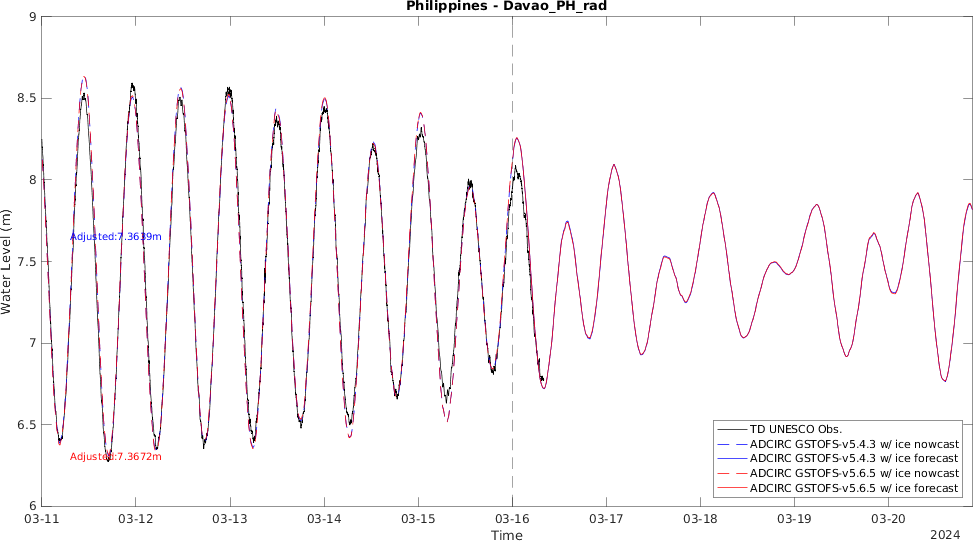 Philippines - Davao_PH_rad
9
8.5
8
7.5
7
6.5
6
Water Level (m)
Adjusted:7.3639m
Adjusted:7.3672m
TD UNESCO Obs.
ADCIRC GSTOFS-v5.4.3 w/ ice nowcast
ADCIRC GSTOFS-v5.4.3 w/ ice forecast
ADCIRC GSTOFS-v5.6.5 w/ ice nowcast
ADCIRC GSTOFS-v5.6.5 w/ ice forecast
03-11 03-12 03-13 03-14 03-15 03-16 03-17 03-18 03-19 03-20
Time
2024